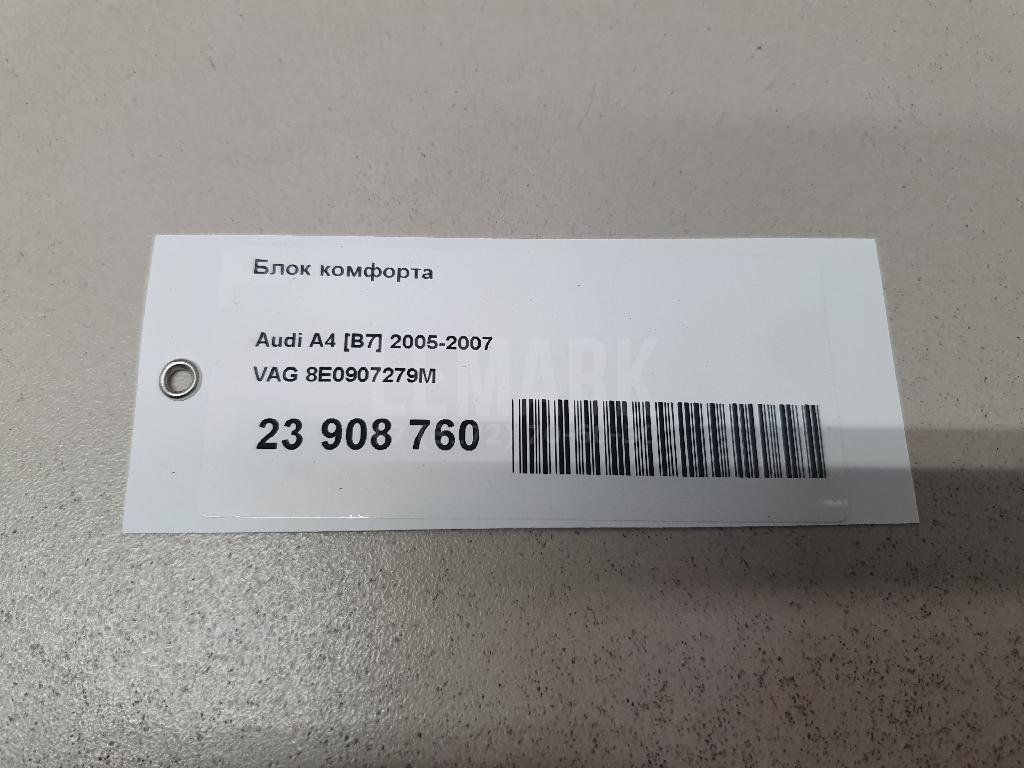 Блок комфорта
Audi A4 [B7] 2005-2007
VAG 8E0907279M
23 908 760